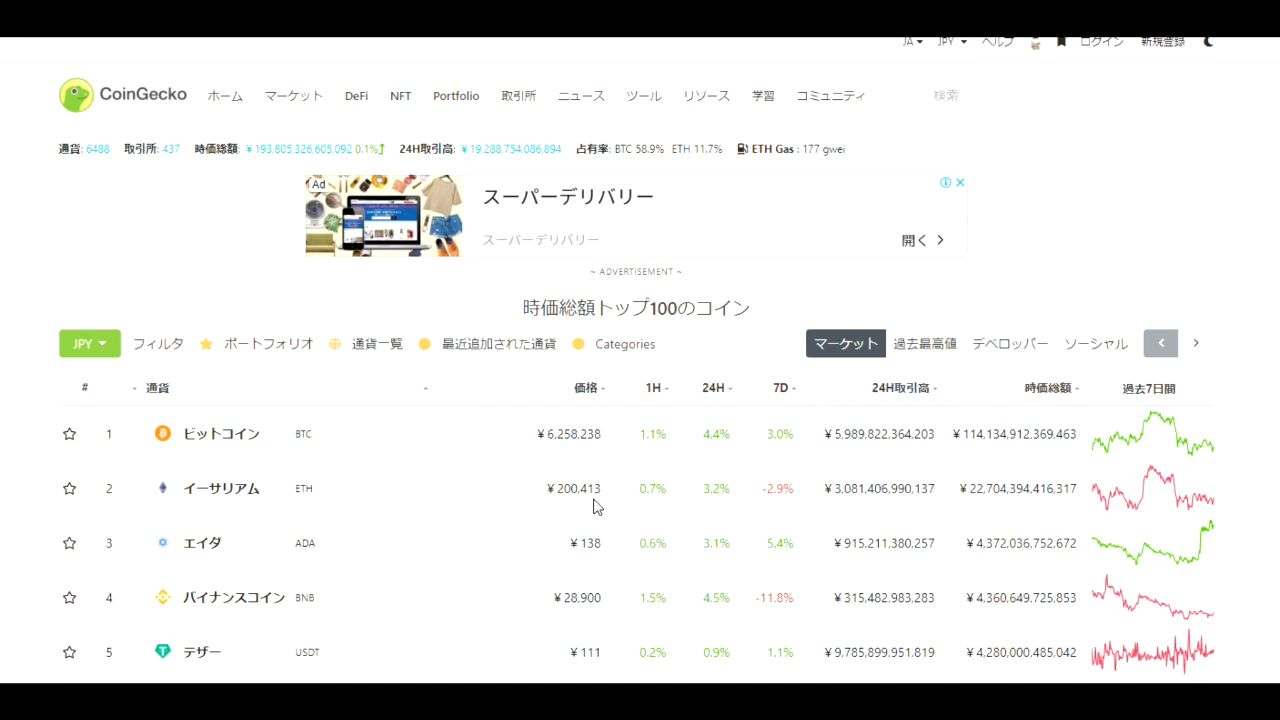 JA JPY ヘルプ ログイン 新規登録
CoinGecko ホーム マーケット DeFi NFT Portfolio 取引所 ニュース ツール リソース 学習 コミュニティ 検索
通貨: 6488 取引所: 437 時価総額: ¥193,805,326,605,092 0.1% 24H取引高: ¥19,288,754,086,894 占有率: BTC 58.9% ETH 11.7% ETH Gas : 177 gwei
Ad
スーパーデリバリー
スーパーデリバリー
開く
~ ADVERTISEMENT ~
時価総額トップ100のコイン
JPY フィルタ ポートフォリオ 通貨一覧 最近追加された通貨 Categories マーケット 過去最高値 デベロッパー ソーシャル
# 通貨 価格 1H 24H 7D 24H取引高 時価総額 過去7日間
1 ビットコイン BTC ¥6,258,238 1.1% 4.4% 3.0% ¥5,989,822,364,203 ¥114,134,912,369,463
2 イーサリアム ETH ¥200,413 0.7% 3.2% -2.9% ¥3,081,406,990,137 ¥22,704,394,416,317
3 エイダ ADA ¥138 0.6% 3.1% 5.4% ¥915,211,380,257 ¥4,372,036,752,672
4 バイナンスコイン BNB ¥28,900 1.5% 4.5% -11.8% ¥315,482,983,283 ¥4,360,649,725,853
5 テザー USDT ¥111 0.2% 0.9% 1.1% ¥9,785,899,951,819 ¥4,280,000,485,042